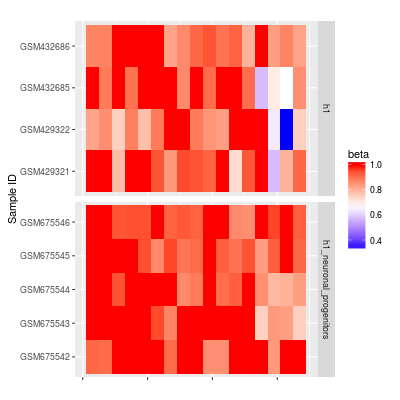 Sample ID
GSM432686
GSM432685
GSM429322
GSM429321
h1
GSM675546
GSM675545
GSM675544
GSM675543
GSM675542
h1_neuronal_progenitors
beta
1.0
0.8
0.6
0.4